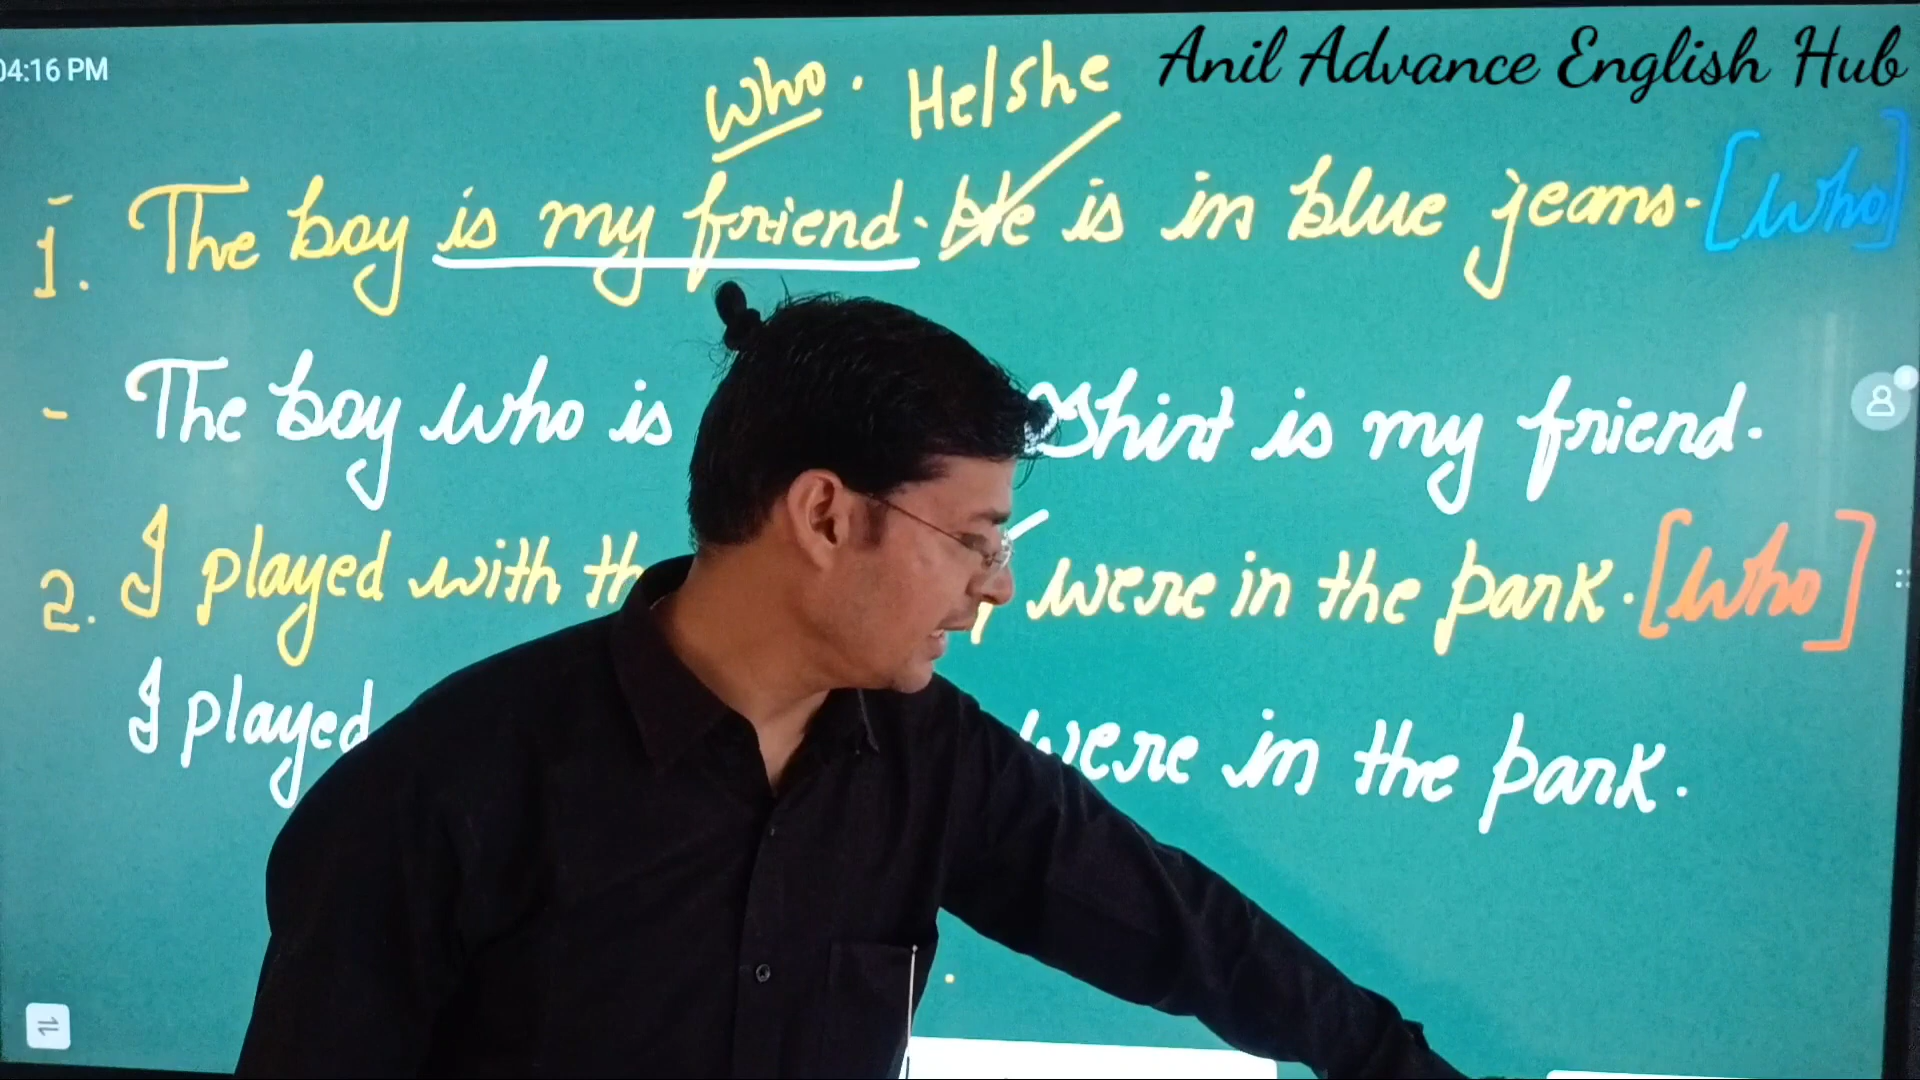 04:16 PM
Anil Advance English Hub
who. He/She
1. The boy is my friend. He is in blue jeans. [who]
- The boy who is Shirt is my friend.
2. I played with were in the park. [who]
I played were in the park.